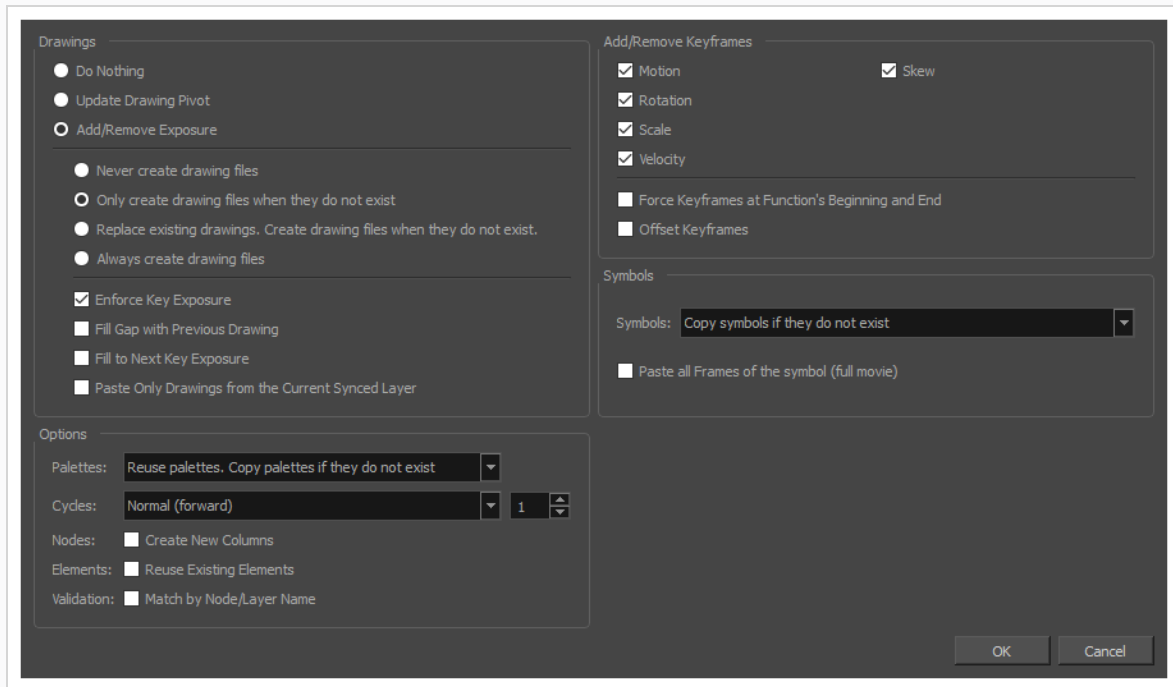 Drawings
Do Nothing
Update Drawing Pivot
Add/Remove Exposure
Never create drawing files
Only create drawing files when they do not exist
Replace existing drawings. Create drawing files when they do not exist.
Always create drawing files
Enforce Key Exposure
Fill Gap with Previous Drawing
Fill to Next Key Exposure
Paste Only Drawings from the Current Synced Layer
Add/Remove Keyframes
Motion Skew
Rotation
Scale
Velocity
Force Keyframes at Function's Beginning and End
Offset Keyframes
Symbols
Symbols: Copy symbols if they do not exist
Paste all Frames of the symbol (full movie)
Options
Palettes: Reuse palettes. Copy palettes if they do not exist
Cycles: Normal (forward) 1
Nodes: Create New Columns
Elements: Reuse Existing Elements
Validation: Match by Node/Layer Name
OK Cancel